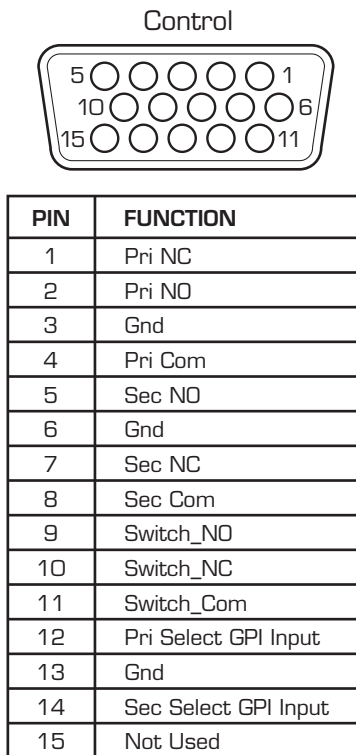 Control
5 1
10 6
15 11
PIN FUNCTION
1 Pri NC
2 Pri NO
3 Gnd
4 Pri Com
5 Sec NO
6 Gnd
7 Sec NC
8 Sec Com
9 Switch_NO
10 Switch_NC
11 Switch_Com
12 Pri Select GPI Input
13 Gnd
14 Sec Select GPI Input
15 Not Used